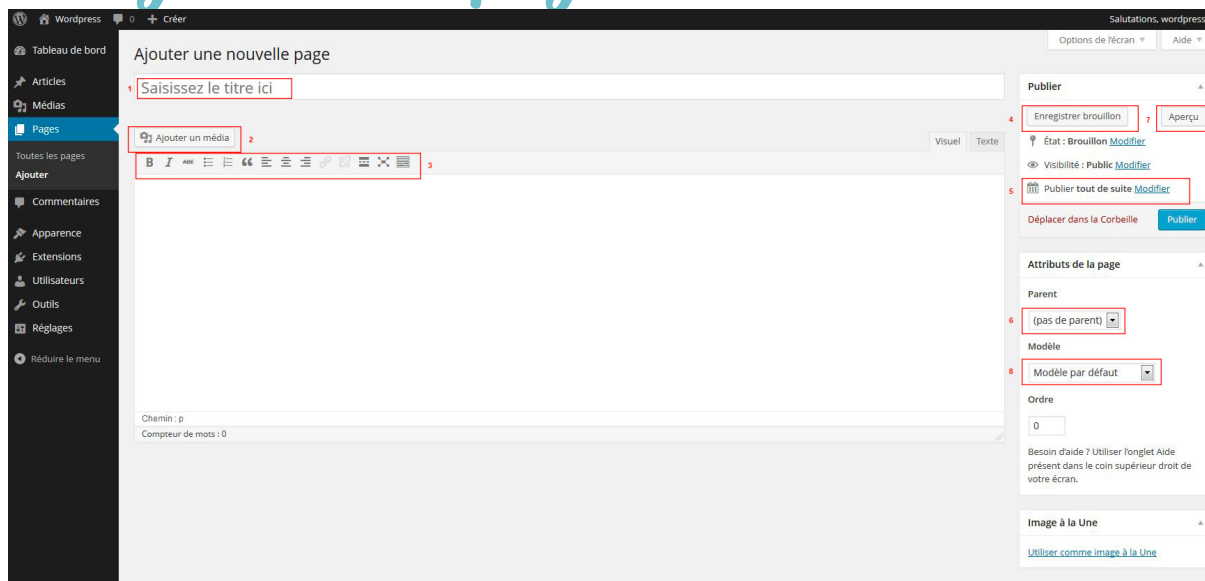 Wordpress 0 + Créer
Salutations, wordpress
Options de l'écran
Aide
Tableau de bord
Articles
Médias
Pages
Toutes les pages
Ajouter
Commentaires
Apparence
Extensions
Utilisateurs
Outils
Réglages
Réduire le menu
Ajouter une nouvelle page
1 Saisissez le titre ici
Ajouter un média 2
Visuel Texte
B I ABC 3
Chemin : p
Compteur de mots : 0
Publier
4 Enregistrer brouillon 7 Aperçu
État : Brouillon Modifier
Visibilité : Public Modifier
5 Publier tout de suite Modifier
Déplacer dans la Corbeille Publier
Attributs de la page
Parent
6 (pas de parent)
Modèle
8 Modèle par défaut
Ordre
0
Besoin d'aide ? Utiliser l'onglet Aide
présent dans le coin supérieur droit de
votre écran.
Image à la Une
Utiliser comme image à la Une